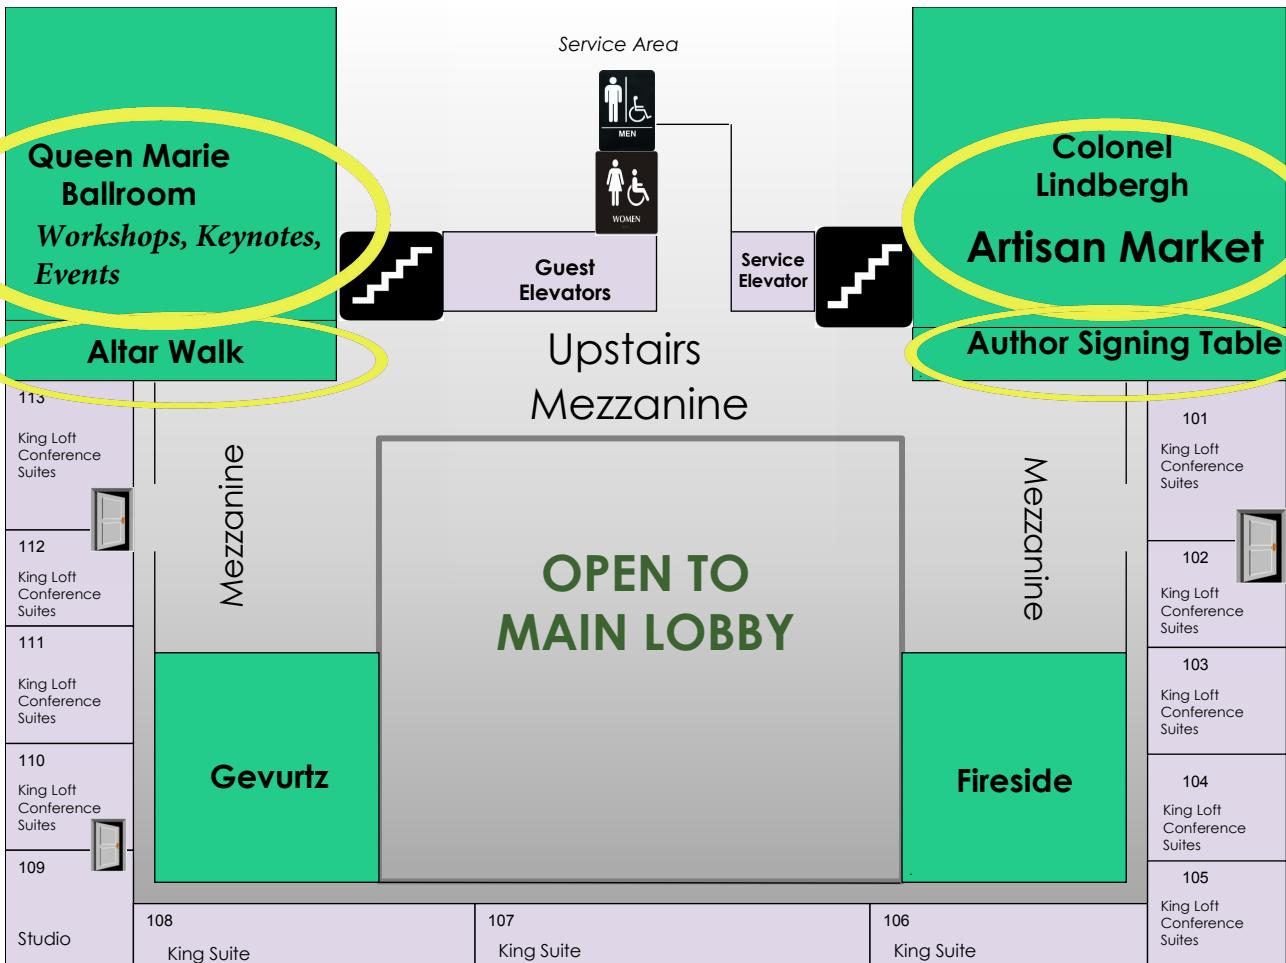 Service Area
MEN
WOMEN
Queen Marie
Ballroom
Workshops, Keynotes,
Events
Colonel
Lindbergh
Artisan Market
Guest
Elevators
Service
Elevator
Altar Walk
Upstairs
Mezzanine
Author Signing Table
113
King Loft
Conference
Suites
Mezzanine
Mezzanine
101
King Loft
Conference
Suites
112
King Loft
Conference
Suites
OPEN TO
MAIN LOBBY
102
King Loft
Conference
Suites
111
King Loft
Conference
Suites
103
King Loft
Conference
Suites
110
King Loft
Conference
Suites
Gevurtz
Fireside
104
King Loft
Conference
Suites
109
Studio
105
King Loft
Conference
Suites
108
King Suite
107
King Suite
106
King Suite